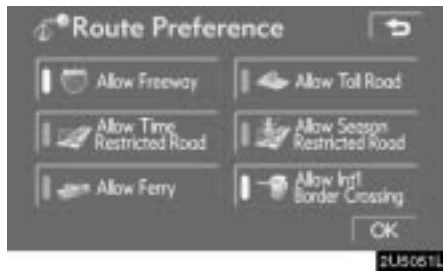 Route Preference
Allow Freeway
Allow Toll Road
Allow Time
Restricted Road
Allow Season
Restricted Road
Allow Ferry
Allow Int'l
Border Crossing
OK
2U5051L